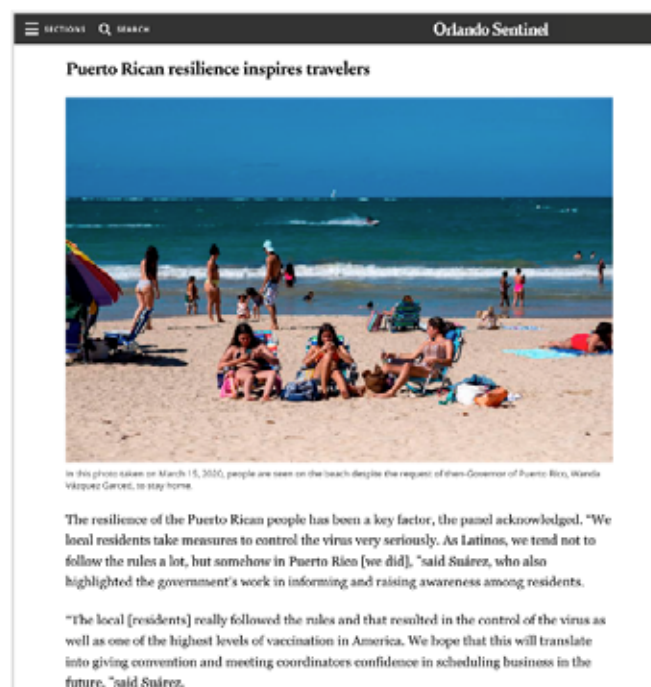 SECTIONS SEARCH Orlando Sentinel
Puerto Rican resilience inspires travelers
In this photo taken on March 15, 2020, people are seen on the beach despite the request of then-Governor of Puerto Rico, Wanda
Vázquez Garced, to stay home.
The resilience of the Puerto Rican people has been a key factor, the panel acknowledged. "We
local residents take measures to control the virus very seriously. As Latinos, we tend not to
follow the rules a lot, but somehow in Puerto Rico [we did], "said Suárez, who also
highlighted the government's work in informing and raising awareness among residents.
"The local [residents] really followed the rules and that resulted in the control of the virus as
well as one of the highest levels of vaccination in America. We hope that this will translate
into giving convention and meeting coordinators confidence in scheduling business in the
future, "said Suárez.